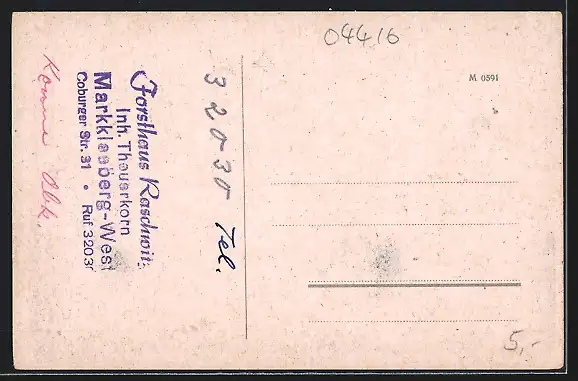 04416
M 0591
Forsthaus Raschwitz
Inh. Theuerkorn
Markkleeberg-West
Coburger Str. 31 • Ruf 32030
32030 Tel.
5,-